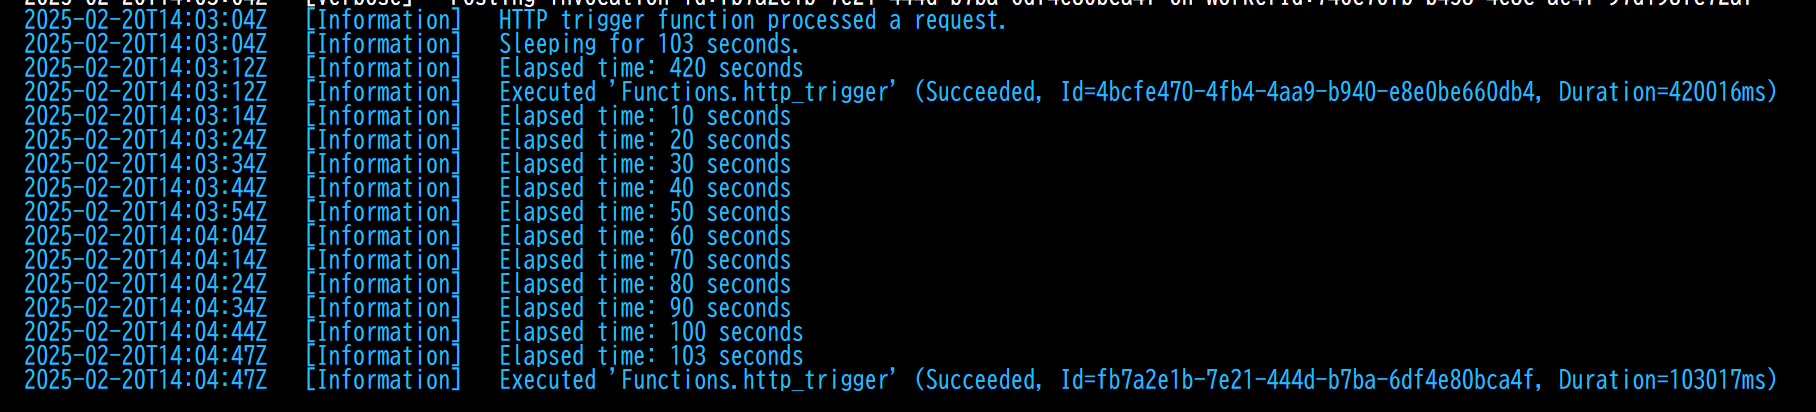 2025-02-20T14:03:04Z [Information] HTTP trigger function processed a request.
2025-02-20T14:03:04Z [Information] Sleeping for 103 seconds.
2025-02-20T14:03:12Z [Information] Elapsed time: 420 seconds
2025-02-20T14:03:12Z [Information] Executed 'Functions.http_trigger' (Succeeded, Id=4bcfe470-4fb4-4aa9-b940-e8e0be660db4, Duration=420016ms)
2025-02-20T14:03:14Z [Information] Elapsed time: 10 seconds
2025-02-20T14:03:24Z [Information] Elapsed time: 20 seconds
2025-02-20T14:03:34Z [Information] Elapsed time: 30 seconds
2025-02-20T14:03:44Z [Information] Elapsed time: 40 seconds
2025-02-20T14:03:54Z [Information] Elapsed time: 50 seconds
2025-02-20T14:04:04Z [Information] Elapsed time: 60 seconds
2025-02-20T14:04:14Z [Information] Elapsed time: 70 seconds
2025-02-20T14:04:24Z [Information] Elapsed time: 80 seconds
2025-02-20T14:04:34Z [Information] Elapsed time: 90 seconds
2025-02-20T14:04:44Z [Information] Elapsed time: 100 seconds
2025-02-20T14:04:47Z [Information] Elapsed time: 103 seconds
2025-02-20T14:04:47Z [Information] Executed 'Functions.http_trigger' (Succeeded, Id=fb7a2e1b-7e21-444d-b7ba-6df4e80bca4f, Duration=103017ms)